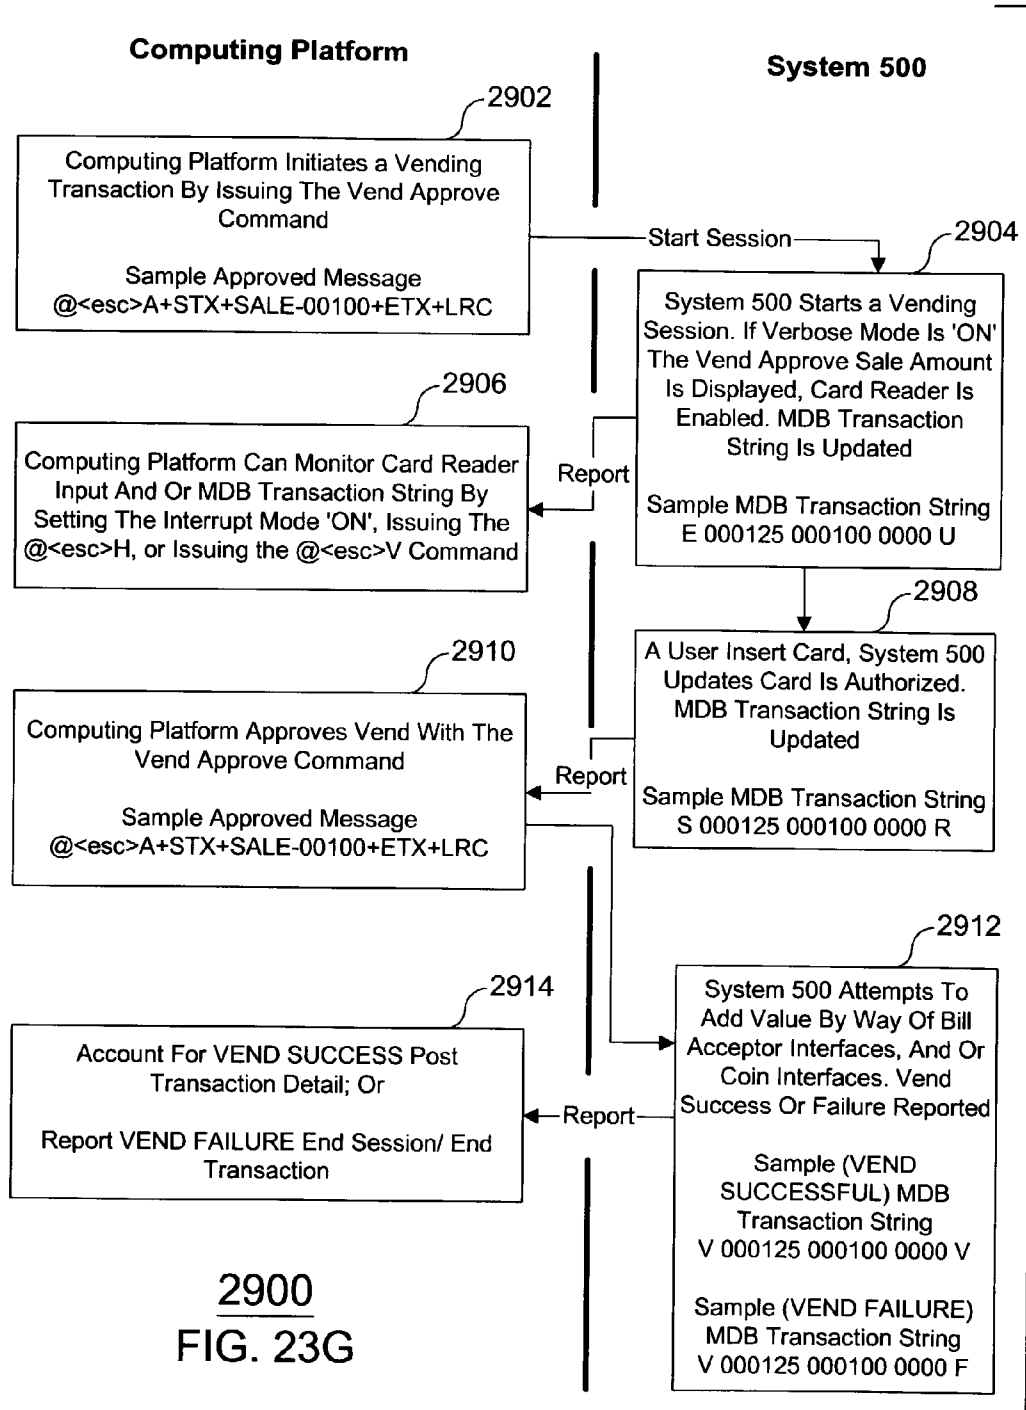 Computing Platform
System 500
2902
Computing Platform Initiates a Vending
Transaction By Issuing The Vend Approve
Command
Sample Approved Message
@<esc>A+STX+SALE-00100+ETX+LRC
Start Session
2904
System 500 Starts a Vending
Session. If Verbose Mode Is 'ON'
The Vend Approve Sale Amount
Is Displayed, Card Reader Is
Enabled. MDB Transaction
String Is Updated
Sample MDB Transaction String
E 000125 000100 0000 U
2906
Computing Platform Can Monitor Card Reader
Input And Or MDB Transaction String By
Setting The Interrupt Mode 'ON', Issuing The
@<esc>H, or Issuing the @<esc>V Command
Report
2908
A User Insert Card, System 500
Updates Card Is Authorized.
MDB Transaction String Is
Updated
Sample MDB Transaction String
S 000125 000100 0000 R
2910
Computing Platform Approves Vend With The
Vend Approve Command
Sample Approved Message
@<esc>A+STX+SALE-00100+ETX+LRC
Report
2912
System 500 Attempts To
Add Value By Way Of Bill
Acceptor Interfaces, And Or
Coin Interfaces. Vend
Success Or Failure Reported
Sample (VEND
SUCCESSFUL) MDB
Transaction String
V 000125 000100 0000 V
Sample (VEND FAILURE)
MDB Transaction String
V 000125 000100 0000 F
2914
Account For VEND SUCCESS Post
Transaction Detail; Or
Report VEND FAILURE End Session/ End
Transaction
Report
2900
FIG. 23G